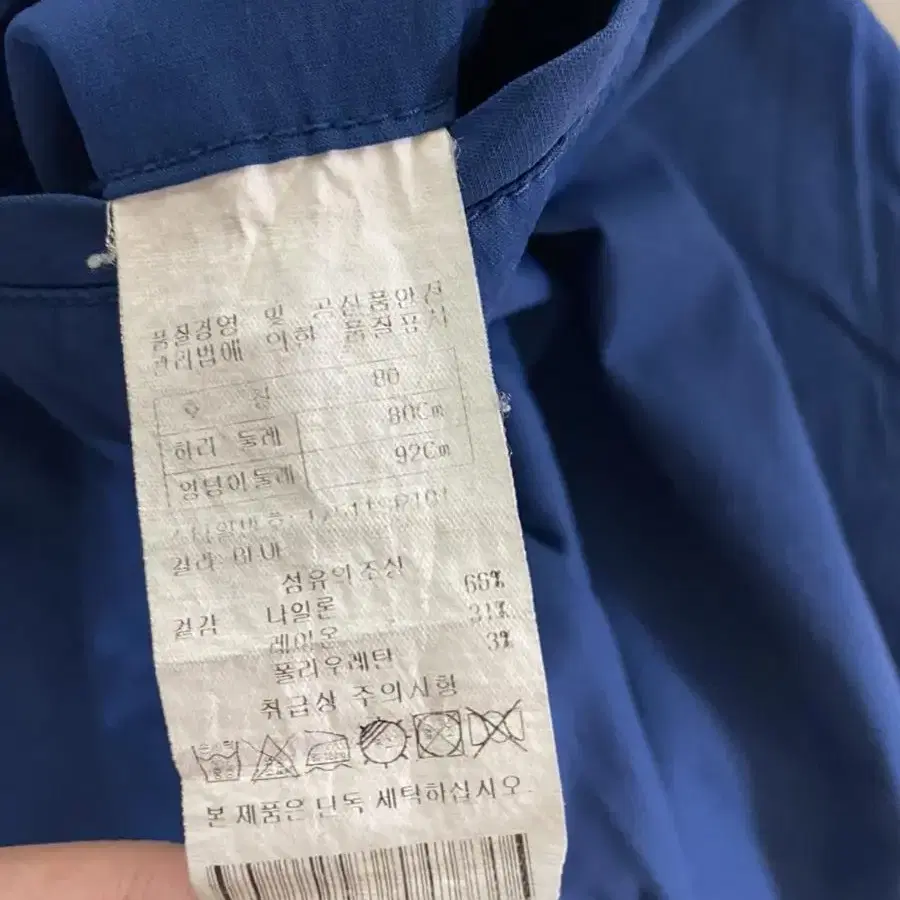 품질경영 및 공산품안전
관리법에 의한 품질표시
호 칭 80
허리 둘레 80Cm
엉덩이둘레 92Cm
섬유의조성
겉감 나일론 66%
레이온 31%
폴리우레탄 3%
취급상 주의사항
본 제품은 단독 세탁하십시오.